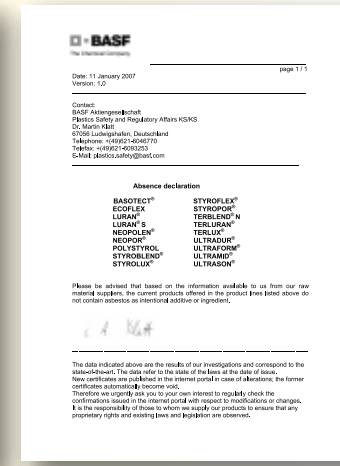 BASF
The Chemical Company
page 1 / 1
Date: 11 January 2007
Version: 1,0
Contact:
BASF Aktiengesellschaft
Plastics Safety and Regulatory Affairs KS/KS
Dr. Martin Klatt
67056 Ludwigshafen, Deutschland
Telephone: +(49)621-6046770
Telefax: +(49)621-6093253
E-Mail: plastics.safety@basf.com
Absence declaration
BASOTECT® STYROFLEX®
ECOFLEX STYROPOR®
LURAN® TERBLEND® N
LURAN® S TERLURAN®
NEOPOLEN® TERLUX®
NEOPOR® ULTRADUR®
POLYSTYROL ULTRAFORM®
STYROBLEND® ULTRAMID®
STYROLUX® ULTRASON®
Please be advised that based on the information available to us from our raw
material suppliers, the current products offered in the product lines listed above do
not contain asbestos as intentional additive or ingredient.
Klatt
The data indicated above are the results of our investigations and correspond to the
state-of-the-art. The data refer to the state of the laws at the date of issue.
New certificates are published in the internet portal in case of alterations; the former
certificates automatically become void.
Therefore we urgently ask you to your own interest to regularly check the
confirmations issued in the internet portal with respect to modifications or changes.
It is the responsibility of those to whom we supply our products to ensure that any
proprietary rights and existing laws and legislation are observed.